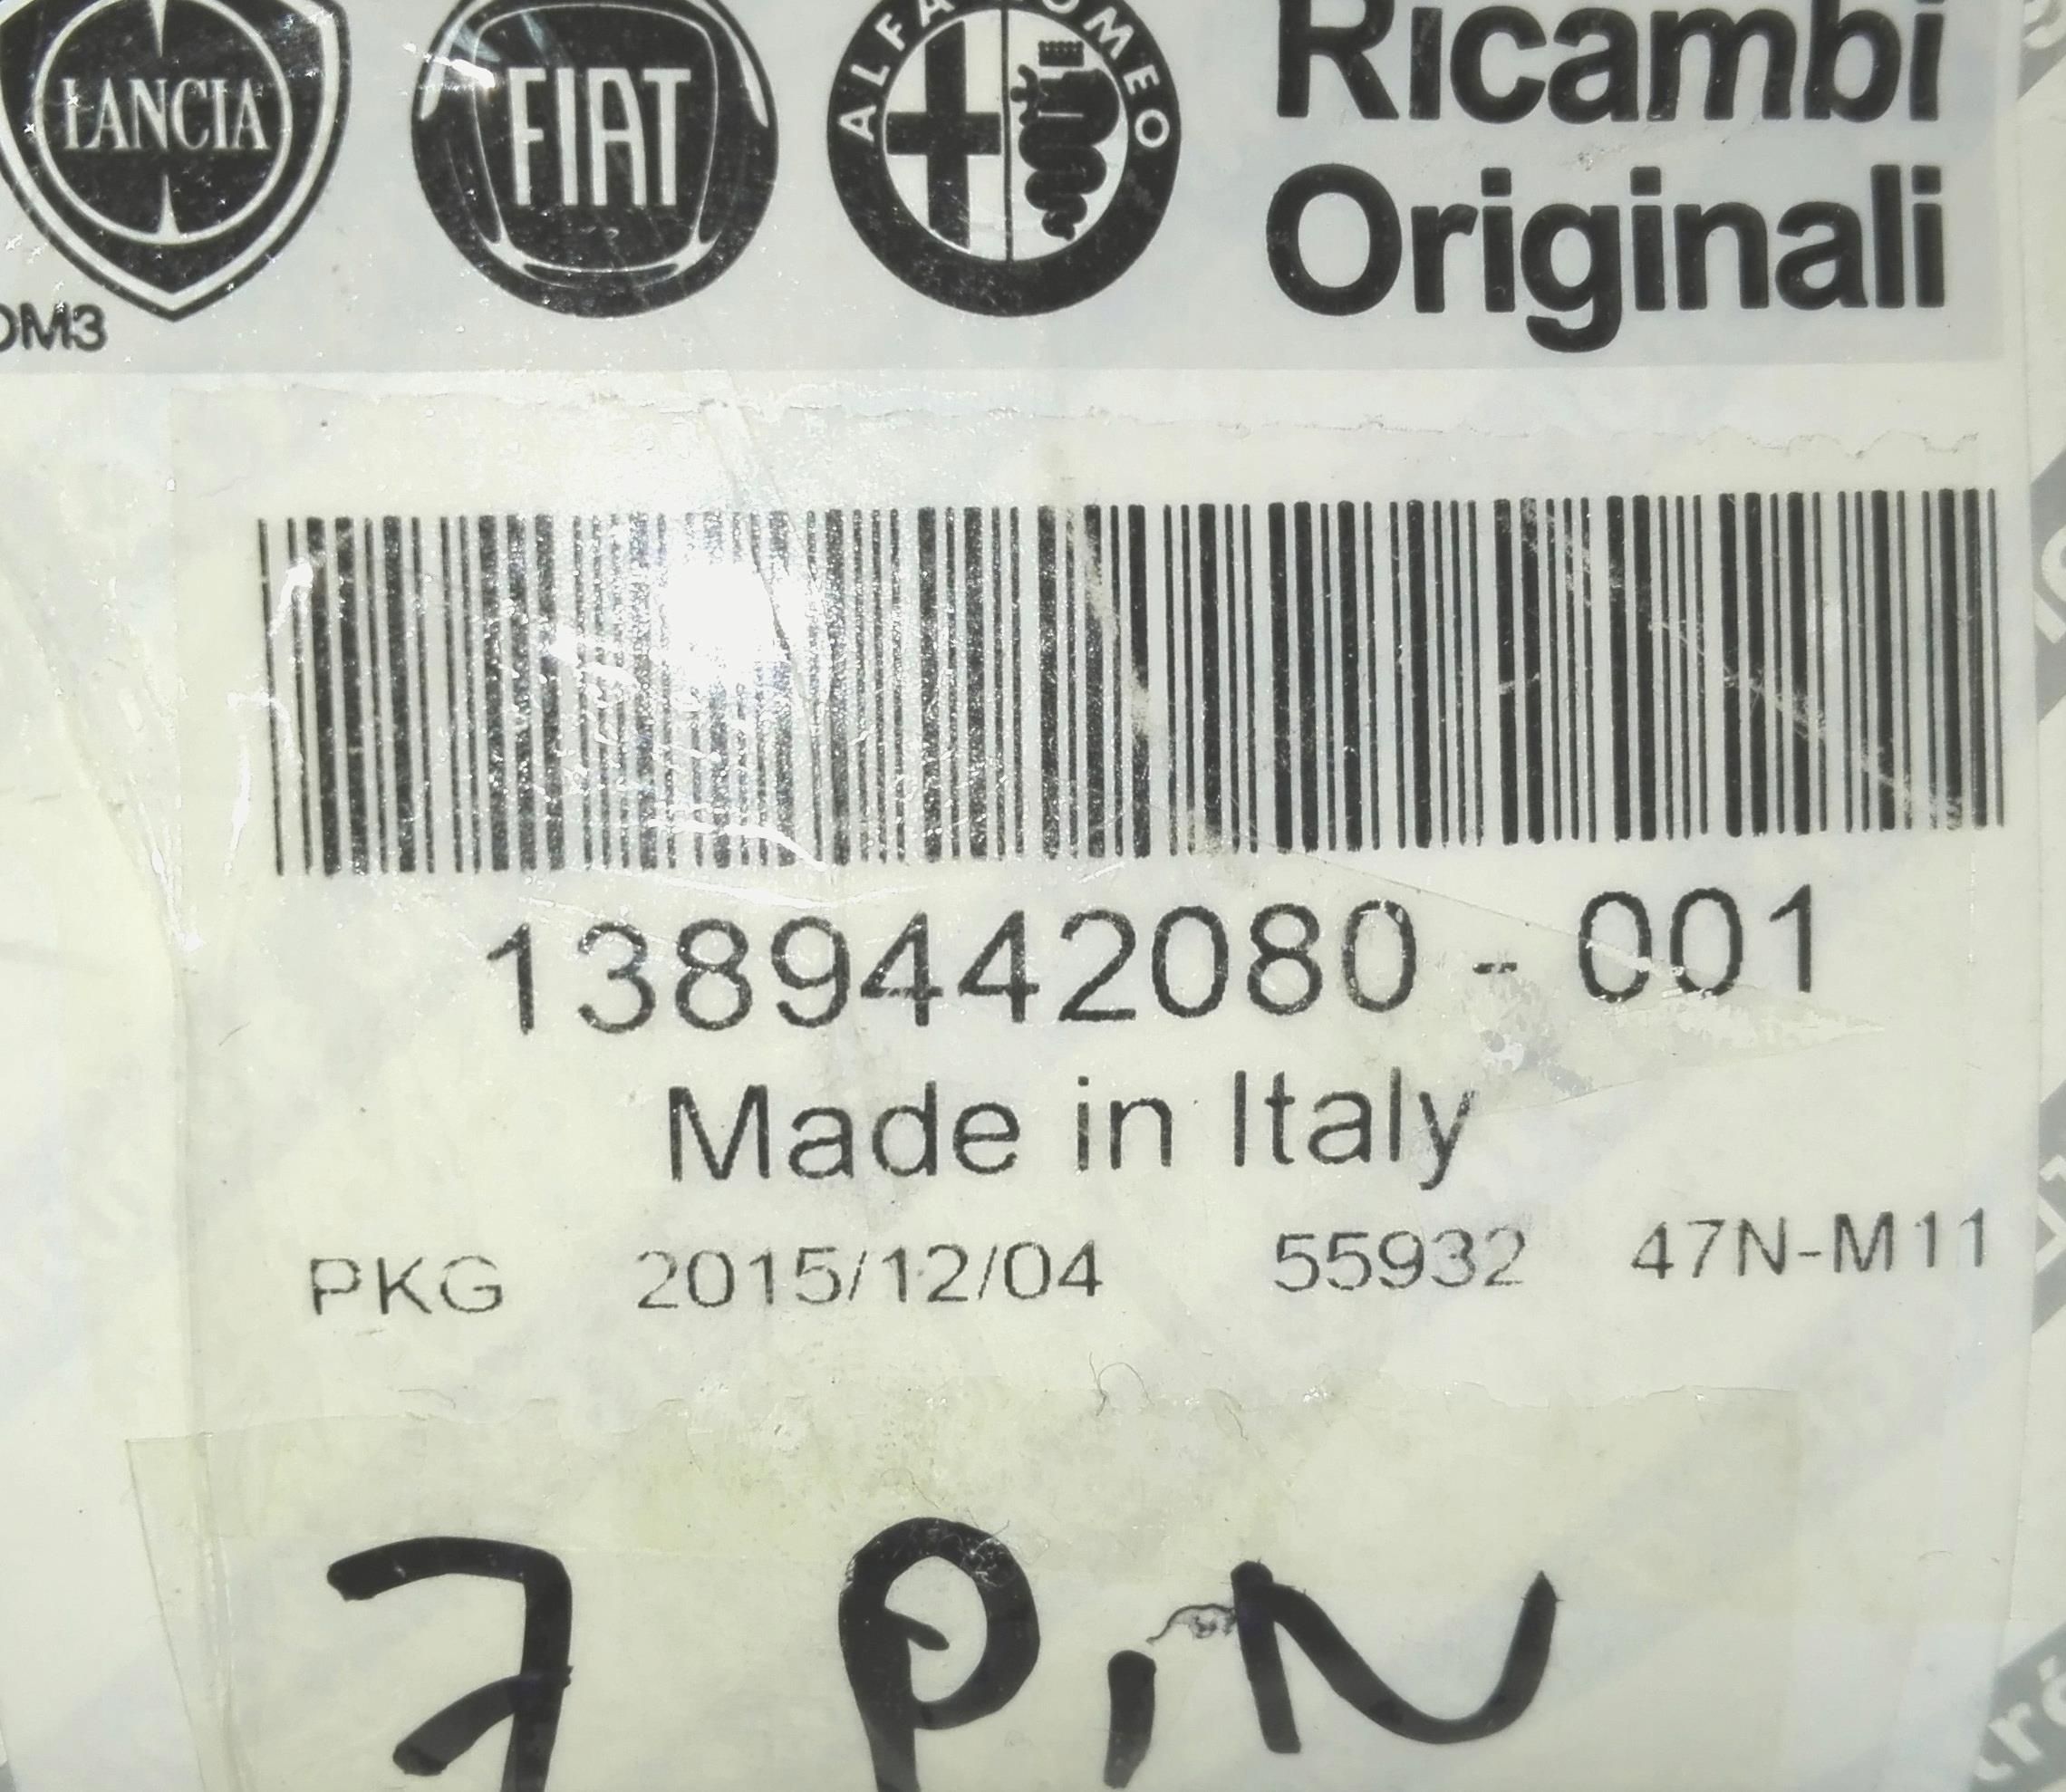 LANCIA
FIAT
ALFA ROMEO
Ricambi
Originali
DM3
1389442080 - 001
Made in Italy
PKG 2015/12/04 55932 47N-M11
7 PiN